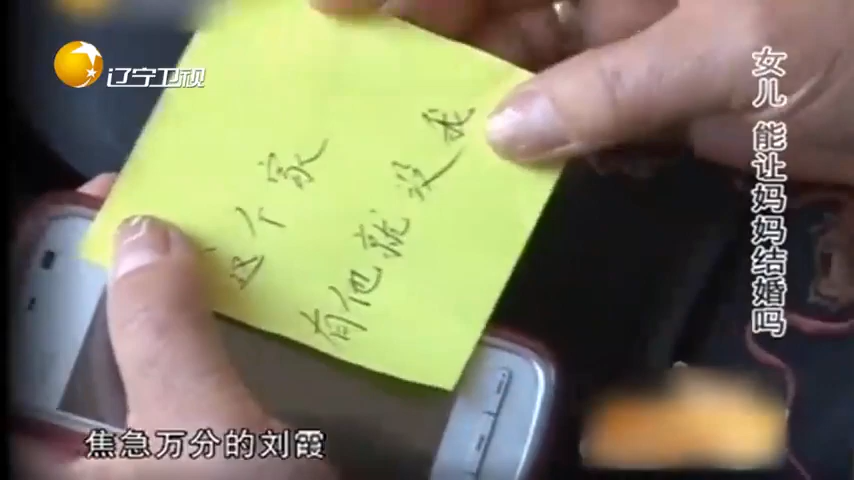 辽宁卫视
这个家
有他就没我
女儿 能让妈妈结婚吗
焦急万分的刘霞